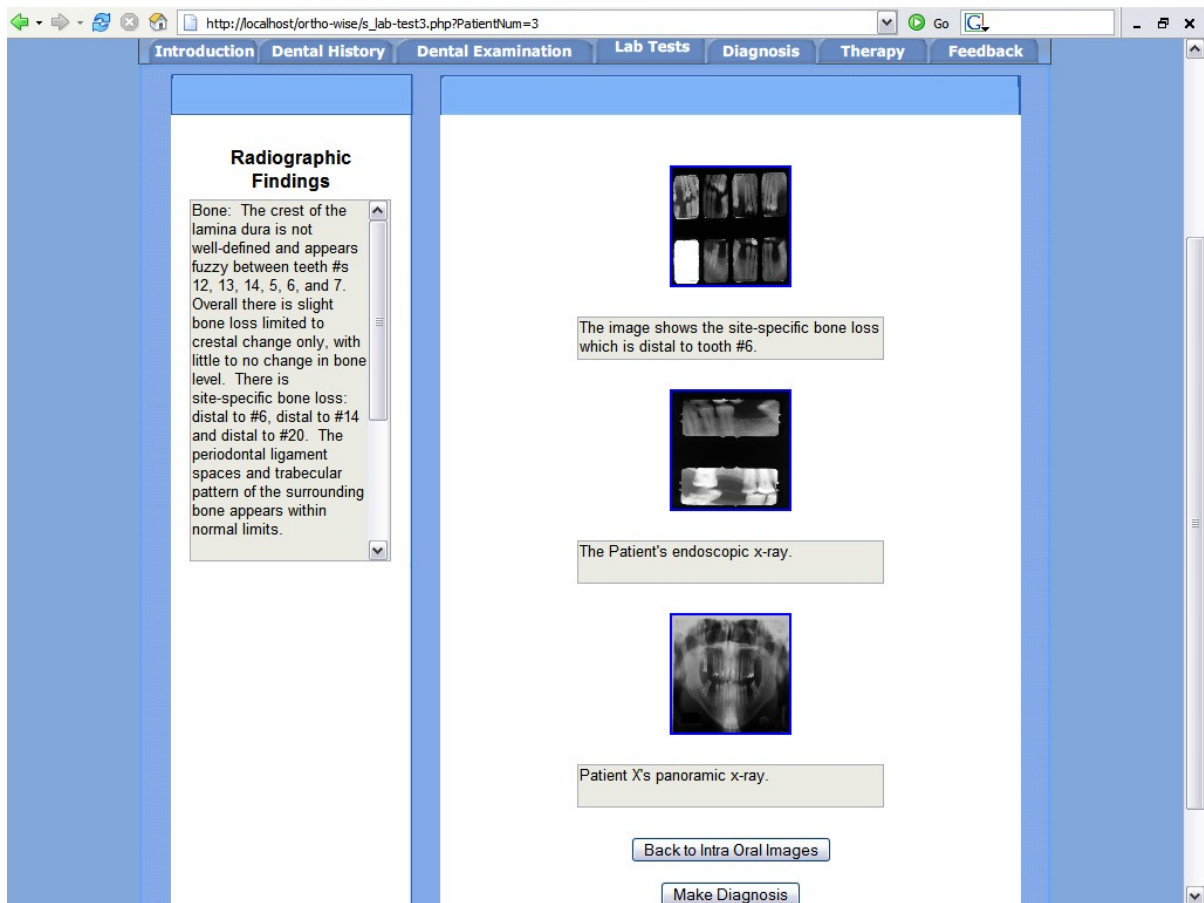 http://localhost/ortho-wise/s_lab-test3.php?PatientNum=3
Go
G
Introduction Dental History Dental Examination Lab Tests Diagnosis Therapy Feedback
Radiographic
Findings
Bone: The crest of the
lamina dura is not
well-defined and appears
fuzzy between teeth #s
12, 13, 14, 5, 6, and 7.
Overall there is slight
bone loss limited to
crestal change only, with
little to no change in bone
level. There is
site-specific bone loss:
distal to #6, distal to #14
and distal to #20. The
periodontal ligament
spaces and trabecular
pattern of the surrounding
bone appears within
normal limits.
The image shows the site-specific bone loss
which is distal to tooth #6.
The Patient's endoscopic x-ray.
Patient X's panoramic x-ray.
Back to Intra Oral Images
Make Diagnosis